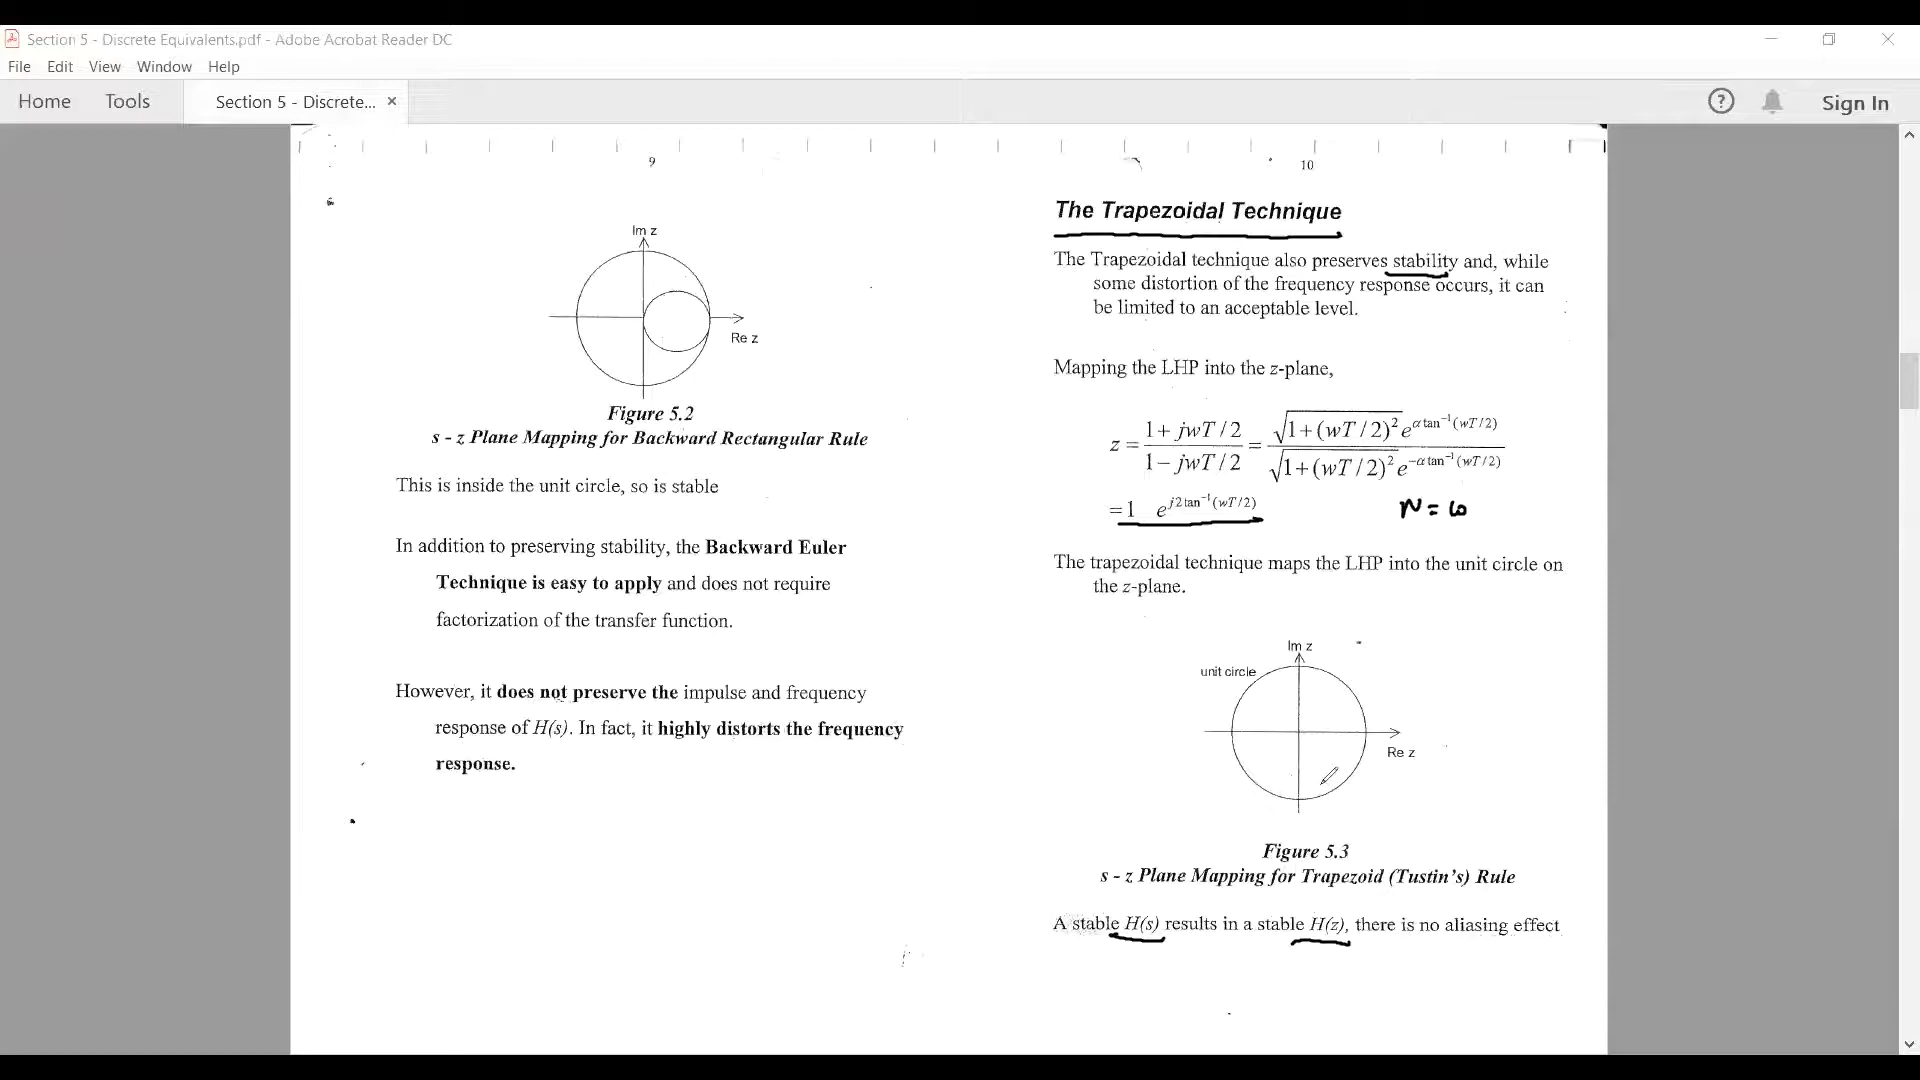 Section 5 - Discrete Equivalents.pdf - Adobe Acrobat Reader DC
File Edit View Window Help
Home Tools Section 5 - Discrete... × ? Sign In
9
Im z
Re z
Figure 5.2
s - z Plane Mapping for Backward Rectangular Rule
This is inside the unit circle, so is stable
In addition to preserving stability, the Backward Euler
Technique is easy to apply and does not require
factorization of the transfer function.
However, it does not preserve the impulse and frequency
response of H(s). In fact, it highly distorts the frequency
response.
10
The Trapezoidal Technique
The Trapezoidal technique also preserves stability and, while
some distortion of the frequency response occurs, it can
be limited to an acceptable level.
Mapping the LHP into the z-plane,
z = (1 + jwT / 2) / (1 − jwT / 2) = (√(1 + (wT / 2)²) e^(α tan⁻¹(wT/2))) / (√(1 + (wT / 2)²) e^(−α tan⁻¹(wT/2)))
= 1 e^(j2 tan⁻¹(wT/2))
The trapezoidal technique maps the LHP into the unit circle on
the z-plane.
Im z
unit circle
Re z
Figure 5.3
s - z Plane Mapping for Trapezoid (Tustin's) Rule
A stable H(s) results in a stable H(z), there is no aliasing effect